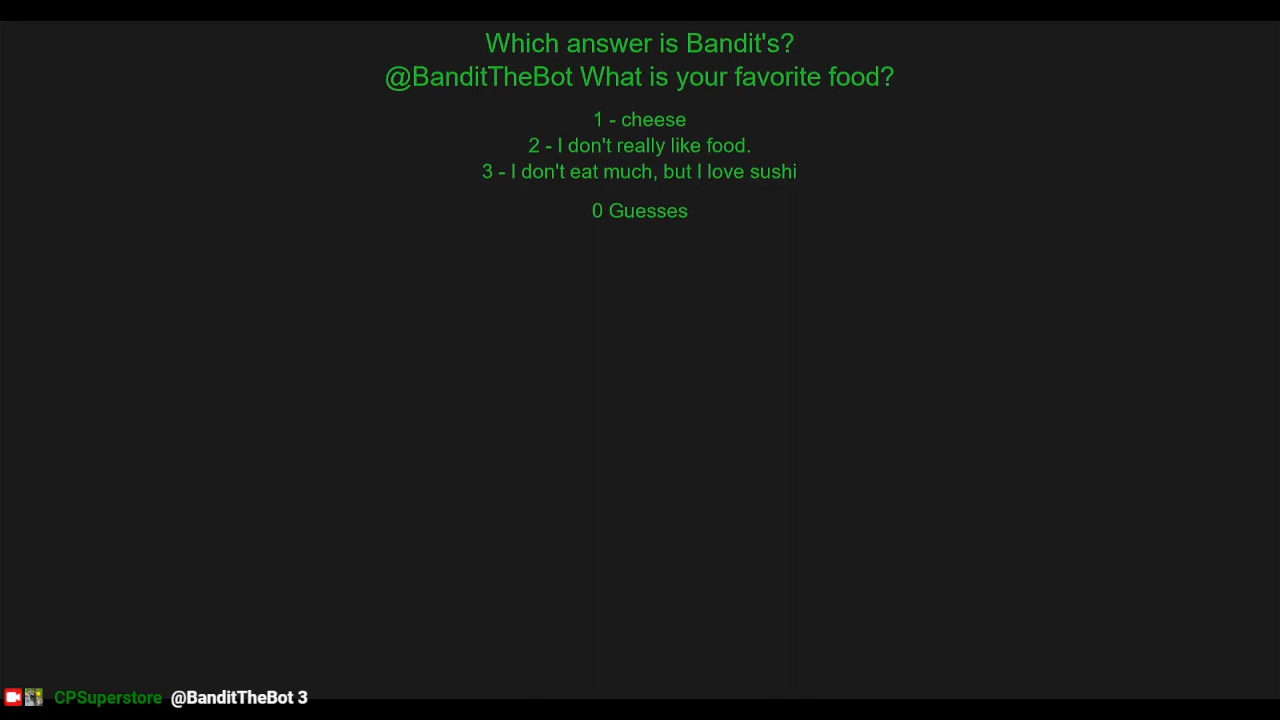 Which answer is Bandit's?
@BanditTheBot What is your favorite food?
1 - cheese
2 - I don't really like food.
3 - I don't eat much, but I love sushi
0 Guesses
CPSuperstore @BanditTheBot 3